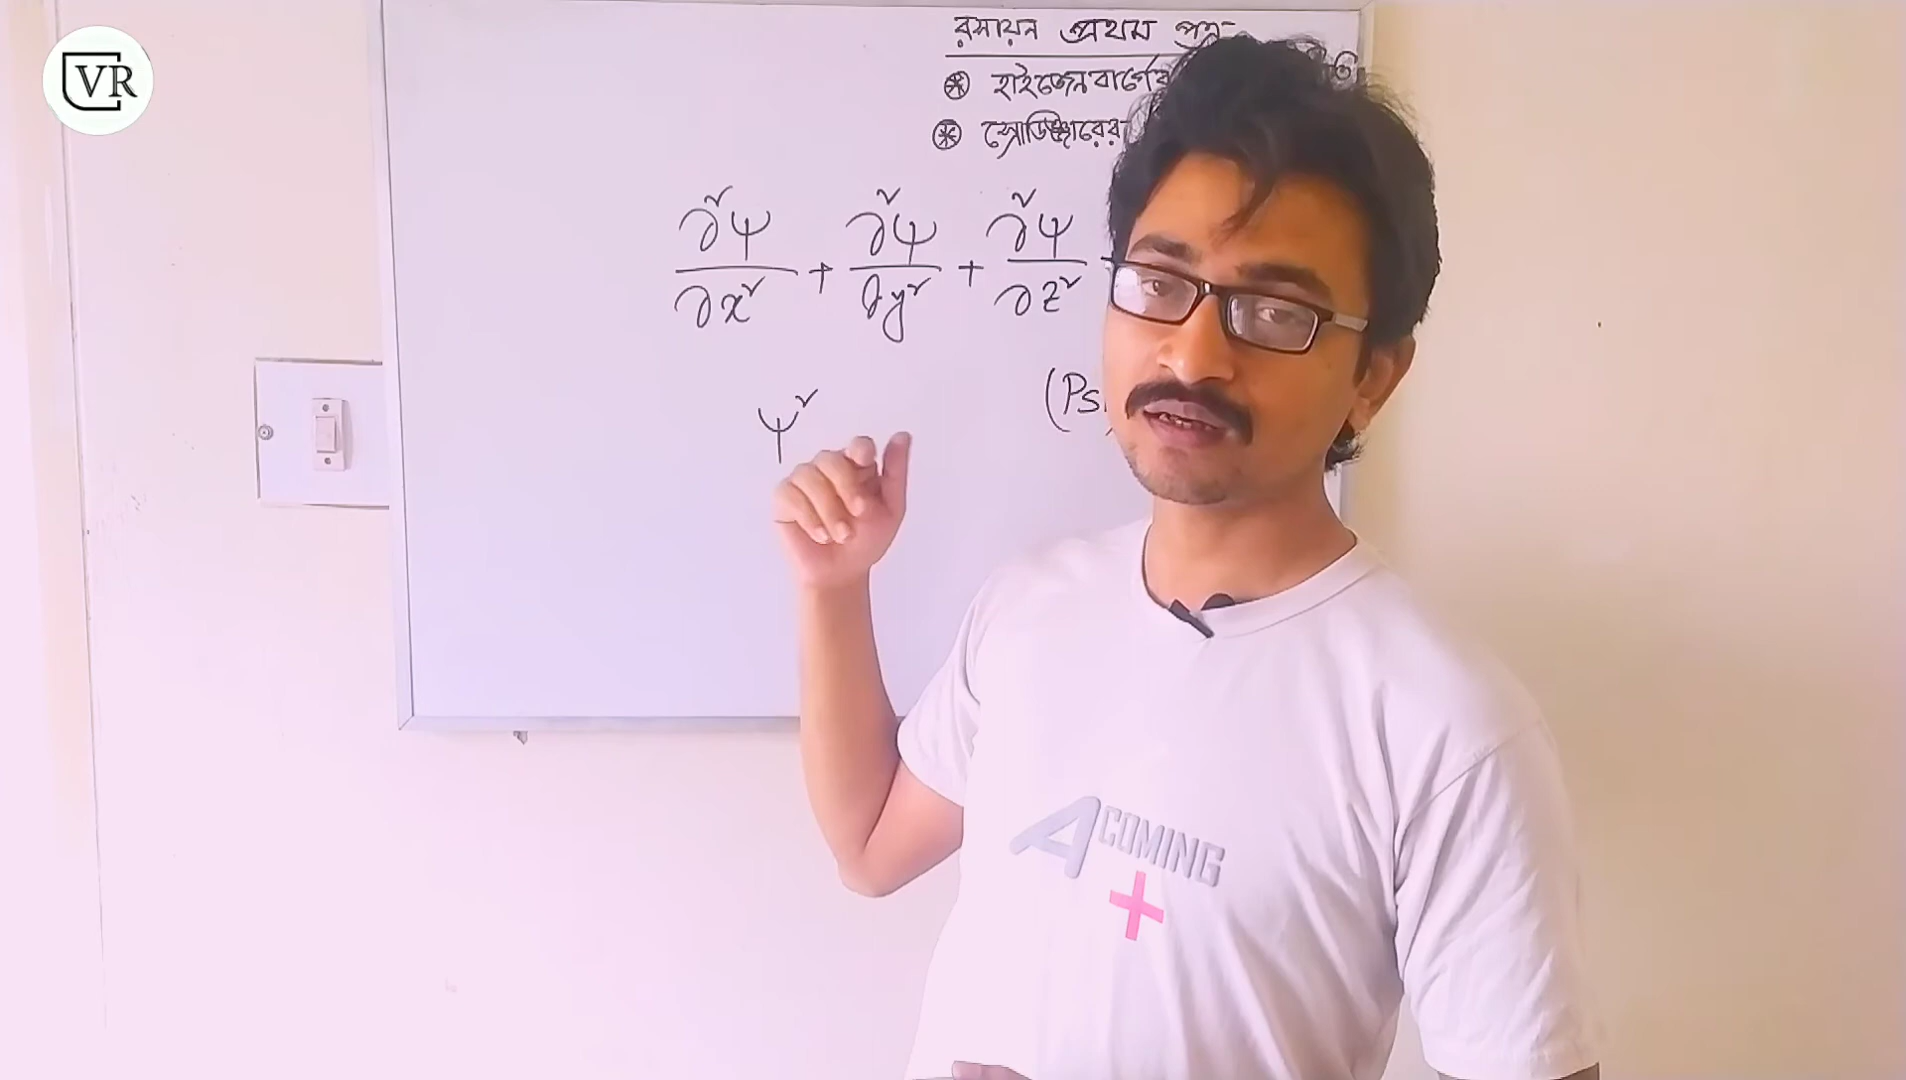 VR
রসায়ন প্রথম পত্র
⊛ হাইজেনবার্গের
⊛ স্রোডিঞ্জারের
∂²ψ/∂x² + ∂²ψ/∂y² + ∂²ψ/∂z²
ψ²
(Ps
A COMING
+